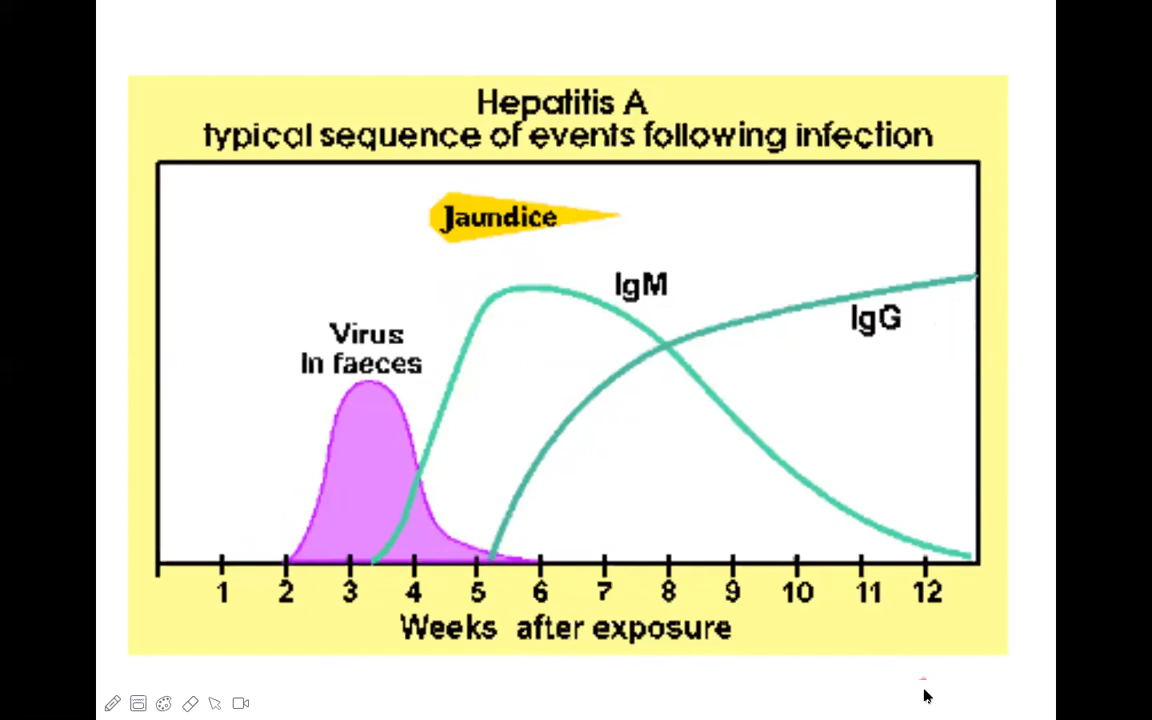 Hepatitis A
typical sequence of events following infection
Jaundice
IgM
IgG
Virus
In faeces
1 2 3 4 5 6 7 8 9 10 11 12
Weeks after exposure